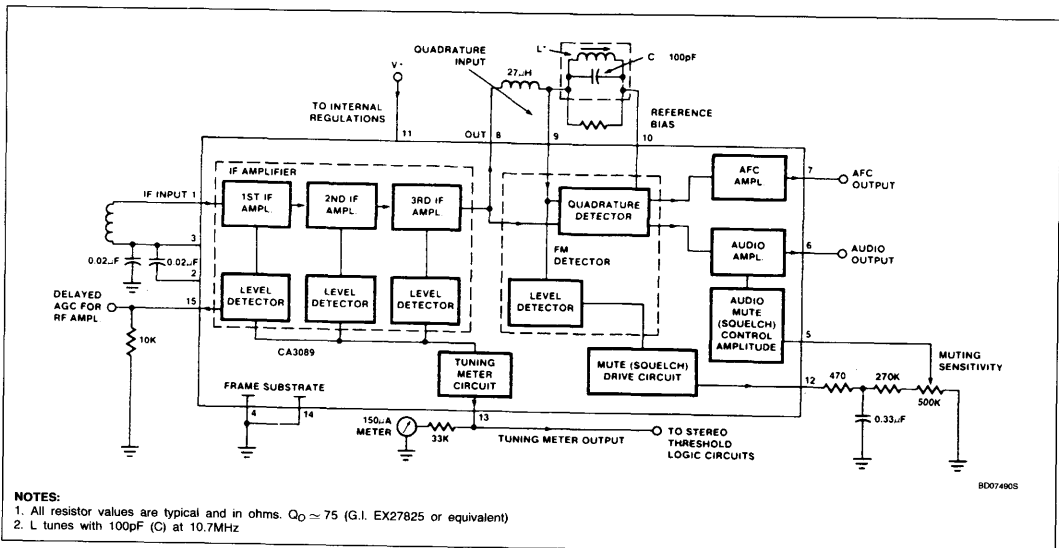 L*
C 100pF
QUADRATURE
INPUT
27μH
V+
TO INTERNAL
REGULATIONS
REFERENCE
BIAS
11
OUT 8
9
10
IF AMPLIFIER
IF INPUT 1
1ST IF
AMPL.
2ND IF
AMPL.
3RD IF
AMPL.
QUADRATURE
DETECTOR
AFC
AMPL
7
AFC
OUTPUT
3
0.02μF
0.02μF
2
FM
DETECTOR
AUDIO
AMPL.
6
AUDIO
OUTPUT
DELAYED
AGC FOR
RF AMPL.
15
LEVEL
DETECTOR
LEVEL
DETECTOR
LEVEL
DETECTOR
LEVEL
DETECTOR
AUDIO
MUTE
(SQUELCH)
CONTROL
AMPLITUDE
5
MUTING
SENSITIVITY
10K
CA3089
TUNING
METER
CIRCUIT
MUTE (SQUELCH)
DRIVE CIRCUIT
12
470
270K
500K
0.33μF
FRAME SUBSTRATE
4
14
13
150μA
METER
33K
TUNING METER OUTPUT
TO STEREO
THRESHOLD
LOGIC CIRCUITS
BD07490S
NOTES:
1. All resistor values are typical and in ohms. QO ≃ 75 (G.I. EX27825 or equivalent)
2. L tunes with 100pF (C) at 10.7MHz